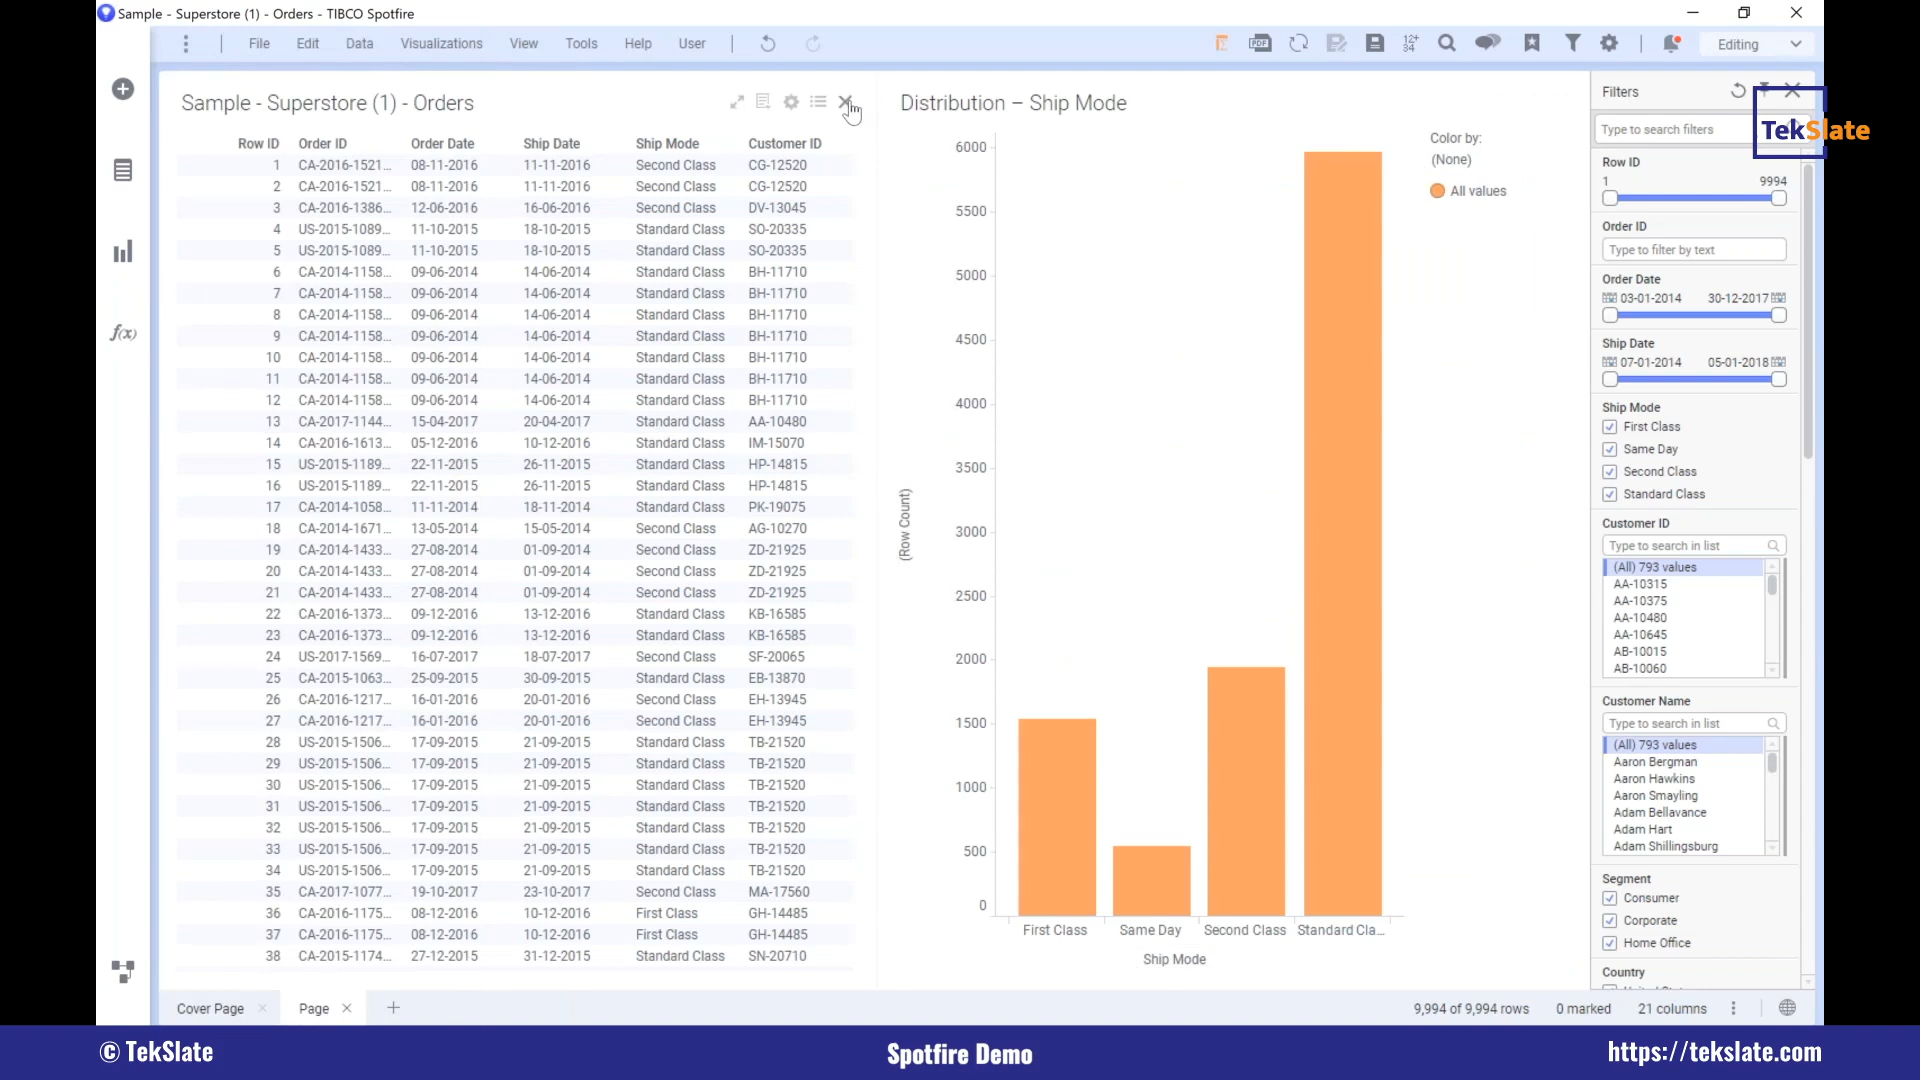 Sample - Superstore (1) - Orders - TIBCO Spotfire
File Edit Data Visualizations View Tools Help User Editing
Sample - Superstore (1) - Orders
Row ID Order ID Order Date Ship Date Ship Mode Customer ID
1 CA-2016-1521... 08-11-2016 11-11-2016 Second Class CG-12520
2 CA-2016-1521... 08-11-2016 11-11-2016 Second Class CG-12520
3 CA-2016-1386... 12-06-2016 16-06-2016 Second Class DV-13045
4 US-2015-1089... 11-10-2015 18-10-2015 Standard Class SO-20335
5 US-2015-1089... 11-10-2015 18-10-2015 Standard Class SO-20335
6 CA-2014-1158... 09-06-2014 14-06-2014 Standard Class BH-11710
7 CA-2014-1158... 09-06-2014 14-06-2014 Standard Class BH-11710
8 CA-2014-1158... 09-06-2014 14-06-2014 Standard Class BH-11710
9 CA-2014-1158... 09-06-2014 14-06-2014 Standard Class BH-11710
10 CA-2014-1158... 09-06-2014 14-06-2014 Standard Class BH-11710
11 CA-2014-1158... 09-06-2014 14-06-2014 Standard Class BH-11710
12 CA-2014-1158... 09-06-2014 14-06-2014 Standard Class BH-11710
13 CA-2017-1144... 15-04-2017 20-04-2017 Standard Class AA-10480
14 CA-2016-1613... 05-12-2016 10-12-2016 Standard Class IM-15070
15 US-2015-1189... 22-11-2015 26-11-2015 Standard Class HP-14815
16 US-2015-1189... 22-11-2015 26-11-2015 Standard Class HP-14815
17 CA-2014-1058... 11-11-2014 18-11-2014 Standard Class PK-19075
18 CA-2014-1671... 13-05-2014 15-05-2014 Second Class AG-10270
19 CA-2014-1433... 27-08-2014 01-09-2014 Second Class ZD-21925
20 CA-2014-1433... 27-08-2014 01-09-2014 Second Class ZD-21925
21 CA-2014-1433... 27-08-2014 01-09-2014 Second Class ZD-21925
22 CA-2016-1373... 09-12-2016 13-12-2016 Standard Class KB-16585
23 CA-2016-1373... 09-12-2016 13-12-2016 Standard Class KB-16585
24 US-2017-1569... 16-07-2017 18-07-2017 Second Class SF-20065
25 CA-2015-1063... 25-09-2015 30-09-2015 Standard Class EB-13870
26 CA-2016-1217... 16-01-2016 20-01-2016 Second Class EH-13945
27 CA-2016-1217... 16-01-2016 20-01-2016 Second Class EH-13945
28 US-2015-1506... 17-09-2015 21-09-2015 Standard Class TB-21520
29 US-2015-1506... 17-09-2015 21-09-2015 Standard Class TB-21520
30 US-2015-1506... 17-09-2015 21-09-2015 Standard Class TB-21520
31 US-2015-1506... 17-09-2015 21-09-2015 Standard Class TB-21520
32 US-2015-1506... 17-09-2015 21-09-2015 Standard Class TB-21520
33 US-2015-1506... 17-09-2015 21-09-2015 Standard Class TB-21520
34 US-2015-1506... 17-09-2015 21-09-2015 Standard Class TB-21520
35 CA-2017-1077... 19-10-2017 23-10-2017 Second Class MA-17560
36 CA-2016-1175... 08-12-2016 10-12-2016 First Class GH-14485
37 CA-2016-1175... 08-12-2016 10-12-2016 First Class GH-14485
38 CA-2015-1174... 27-12-2015 31-12-2015 Standard Class SN-20710
Distribution – Ship Mode
6000
5500
5000
4500
4000
3500
3000
2500
2000
1500
1000
500
0
(Row Count)
First Class Same Day Second Class Standard Cla...
Ship Mode
Color by:
(None)
All values
Filters
Type to search filters
TekSlate
Row ID
1 9994
Order ID
Type to filter by text
Order Date
03-01-2014 30-12-2017
Ship Date
07-01-2014 05-01-2018
Ship Mode
First Class
Same Day
Second Class
Standard Class
Customer ID
Type to search in list
(All) 793 values
AA-10315
AA-10375
AA-10480
AA-10645
AB-10015
AB-10060
Customer Name
Type to search in list
(All) 793 values
Aaron Bergman
Aaron Hawkins
Aaron Smayling
Adam Bellavance
Adam Hart
Adam Shillingsburg
Segment
Consumer
Corporate
Home Office
Country
f(x)
Cover Page Page
9,994 of 9,994 rows 0 marked 21 columns
© TekSlate
Spotfire Demo
https://tekslate.com